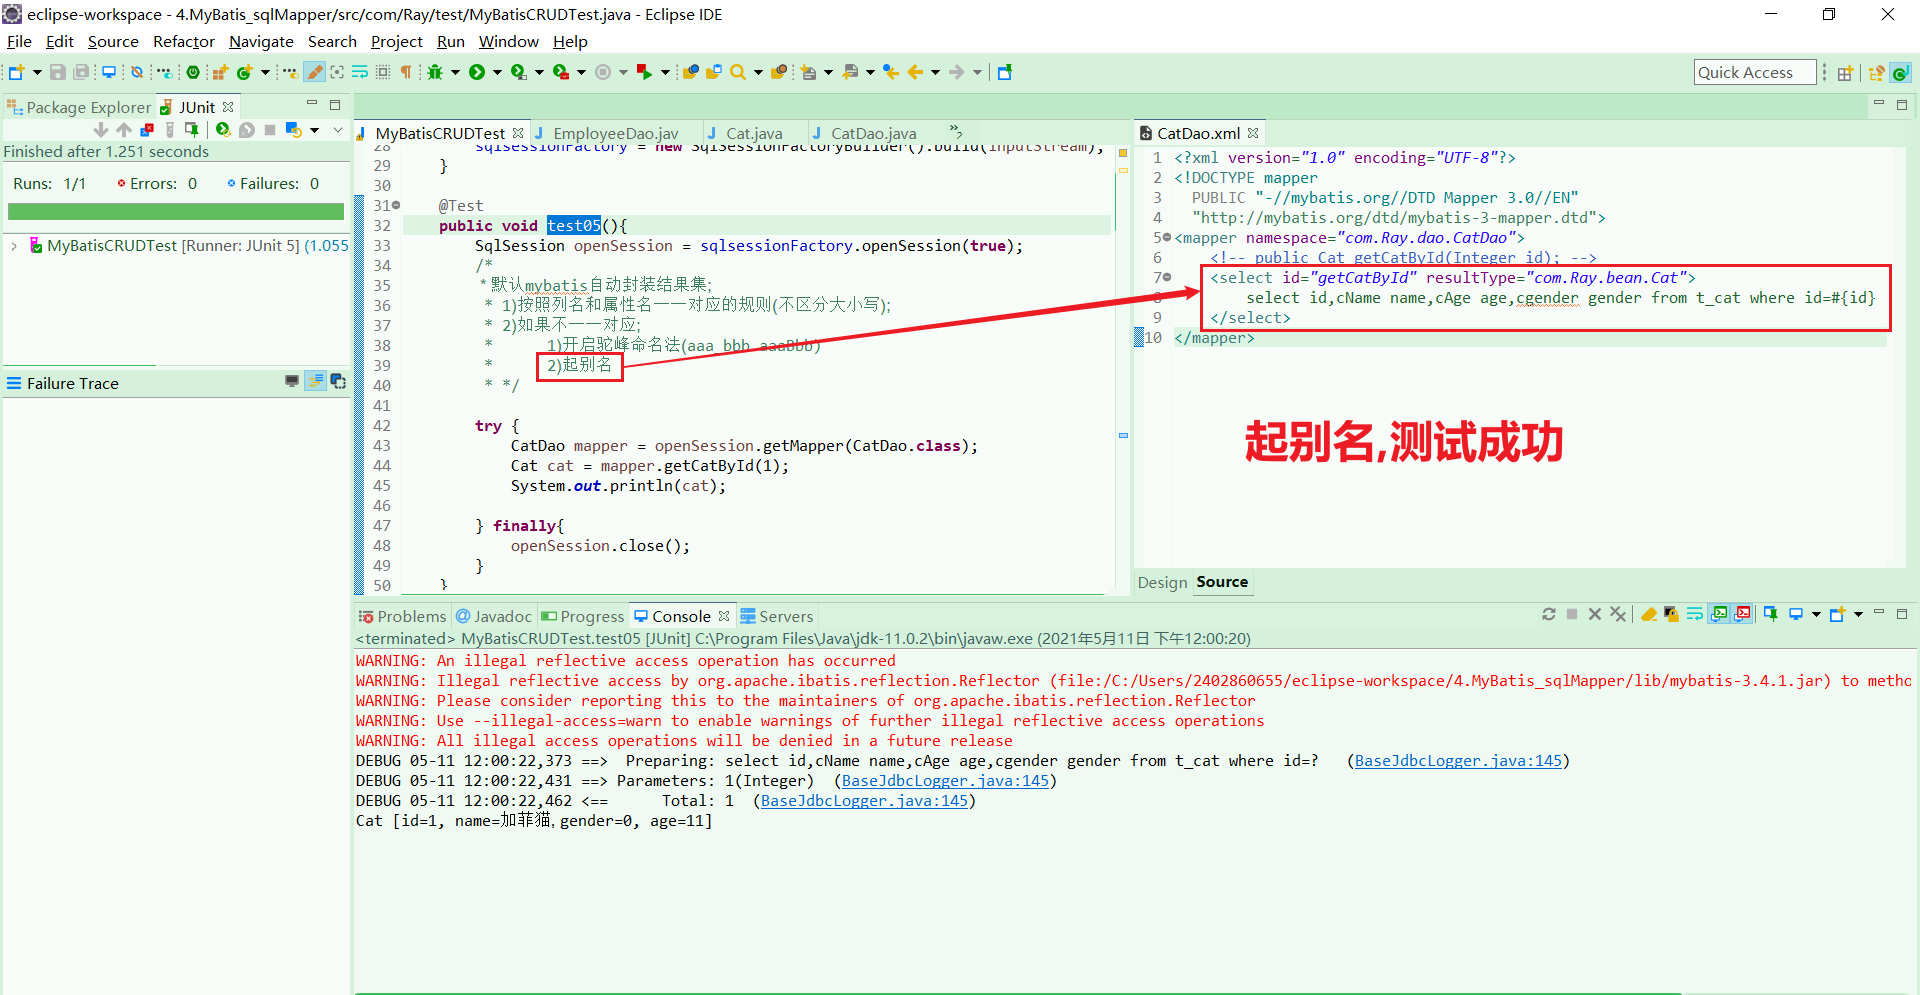 eclipse-workspace - 4.MyBatis_sqlMapper/src/com/Ray/test/MyBatisCRUDTest.java - Eclipse IDE
File Edit Source Refactor Navigate Search Project Run Window Help
Quick Access
Package Explorer JUnit
Finished after 1.251 seconds
Runs: 1/1 Errors: 0 Failures: 0
MyBatisCRUDTest [Runner: JUnit 5] (1.055
Failure Trace
MyBatisCRUDTest EmployeeDao.jav Cat.java CatDao.java
28 sqlsessionFactory = new SqlSessionFactoryBuilder().build(inputStream);
29 }
30
31 @Test
32 public void test05(){
33 SqlSession openSession = sqlsessionFactory.openSession(true);
34 /*
35 *默认mybatis自动封装结果集;
36 * 1)按照列名和属性名一一对应的规则(不区分大小写);
37 * 2)如果不一一对应;
38 * 1)开启驼峰命名法(aaa_bbb aaaBbb)
39 * 2)起别名
40 * */
41
42 try {
43 CatDao mapper = openSession.getMapper(CatDao.class);
44 Cat cat = mapper.getCatById(1);
45 System.out.println(cat);
46
47 } finally{
48 openSession.close();
49 }
50 }
CatDao.xml
1 <?xml version="1.0" encoding="UTF-8"?>
2 <!DOCTYPE mapper
3 PUBLIC "-//mybatis.org//DTD Mapper 3.0//EN"
4 "http://mybatis.org/dtd/mybatis-3-mapper.dtd">
5 <mapper namespace="com.Ray.dao.CatDao">
6 <!-- public Cat getCatById(Integer id); -->
7 <select id="getCatById" resultType="com.Ray.bean.Cat">
select id,cName name,cAge age,cgender gender from t_cat where id=#{id}
9 </select>
10 </mapper>
起别名,测试成功
Design Source
Problems Javadoc Progress Console Servers
<terminated> MyBatisCRUDTest.test05 [JUnit] C:\Program Files\Java\jdk-11.0.2\bin\javaw.exe (2021年5月11日 下午12:00:20)
WARNING: An illegal reflective access operation has occurred
WARNING: Illegal reflective access by org.apache.ibatis.reflection.Reflector (file:/C:/Users/2402860655/eclipse-workspace/4.MyBatis_sqlMapper/lib/mybatis-3.4.1.jar) to metho
WARNING: Please consider reporting this to the maintainers of org.apache.ibatis.reflection.Reflector
WARNING: Use --illegal-access=warn to enable warnings of further illegal reflective access operations
WARNING: All illegal access operations will be denied in a future release
DEBUG 05-11 12:00:22,373 ==>  Preparing: select id,cName name,cAge age,cgender gender from t_cat where id=?   (BaseJdbcLogger.java:145)
DEBUG 05-11 12:00:22,431 ==> Parameters: 1(Integer)  (BaseJdbcLogger.java:145)
DEBUG 05-11 12:00:22,462 <==      Total: 1  (BaseJdbcLogger.java:145)
Cat [id=1, name=加菲猫, gender=0, age=11]